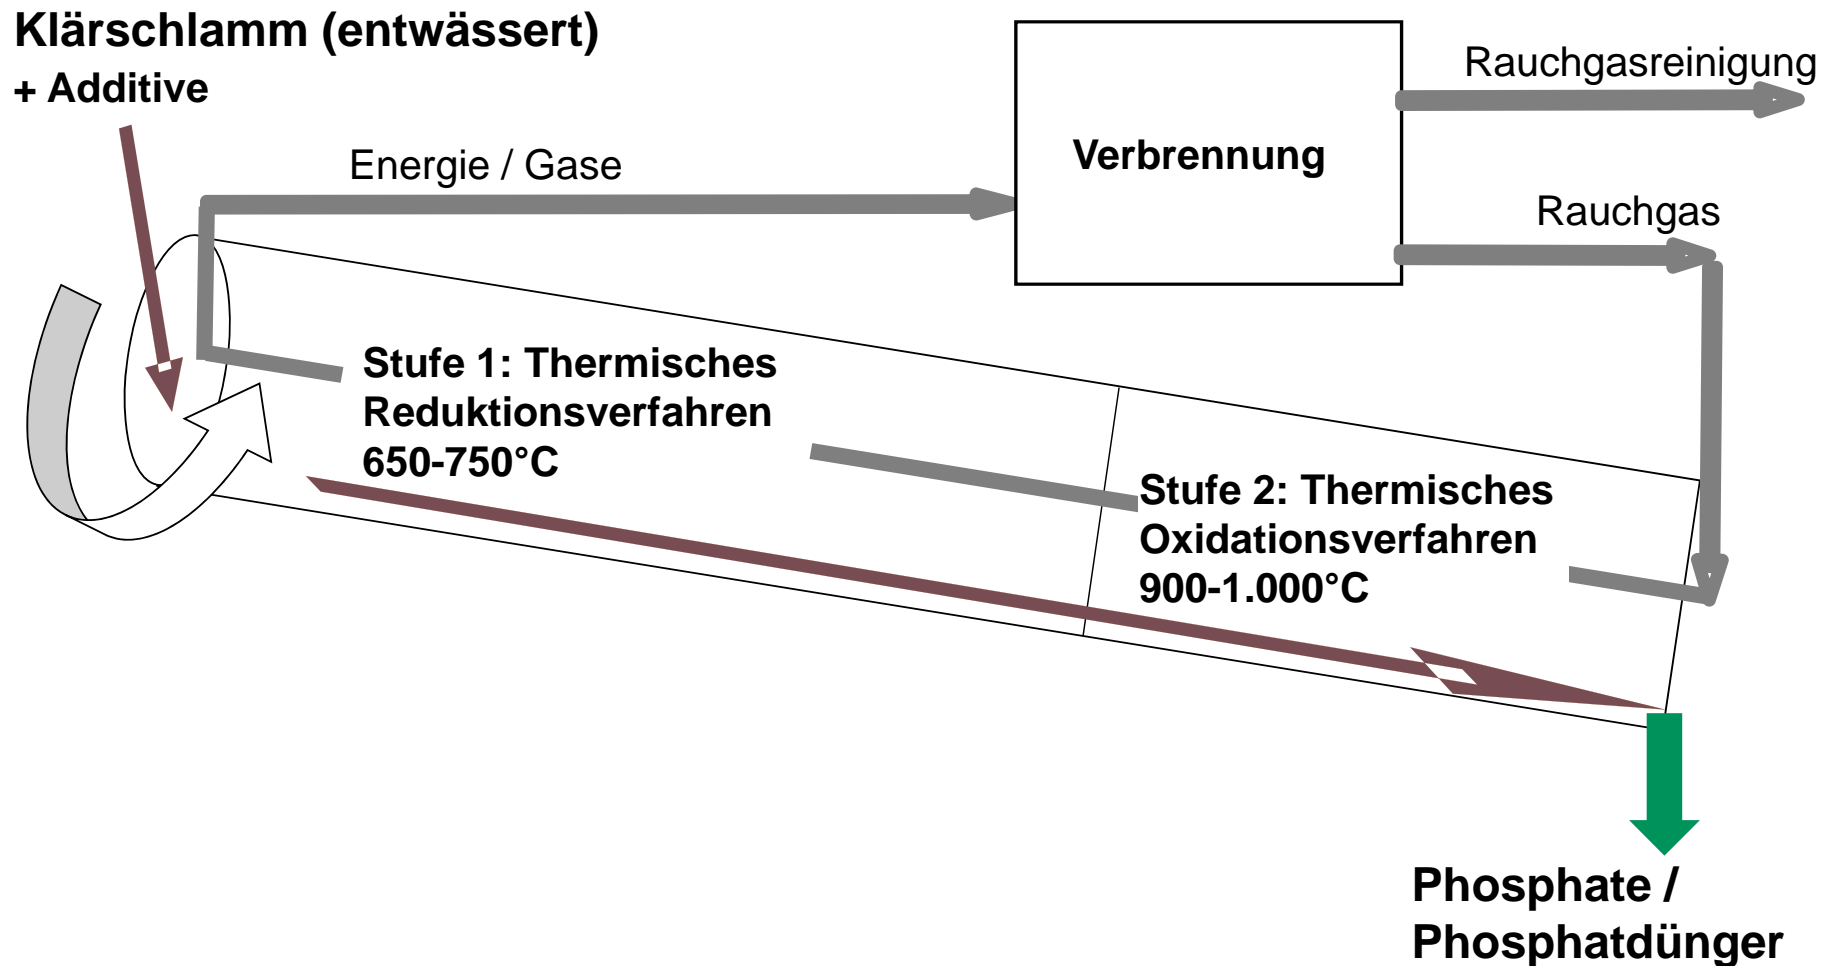 Klärschlamm (entwässert)
+ Additive
Rauchgasreinigung
Verbrennung
Energie / Gase
Rauchgas
Stufe 1: Thermisches
Reduktionsverfahren
650-750°C
Stufe 2: Thermisches
Oxidationsverfahren
900-1.000°C
Phosphate /
Phosphatdünger